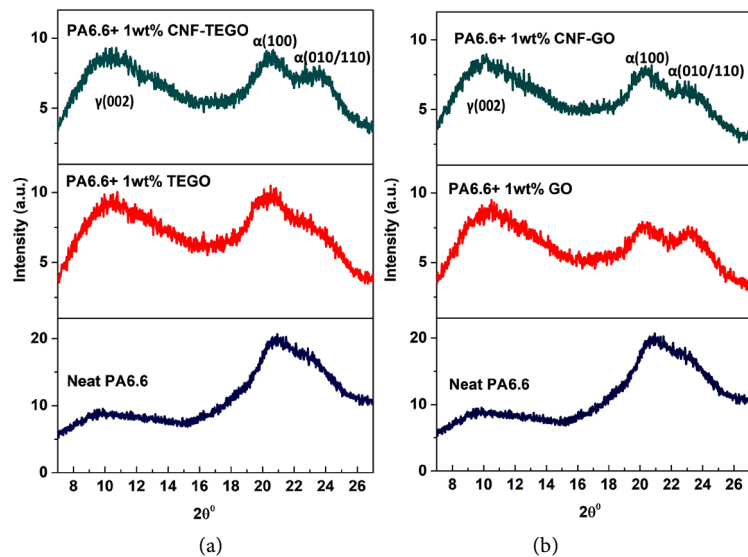 PA6.6+ 1wt% CNF-TEGO
α(100)
α(010/110)
γ(002)
10
5
PA6.6+ 1wt% TEGO
10
5
Neat PA6.6
20
10
0
Intensity (a.u.)
8 10 12 14 16 18 20 22 24 26
2θ⁰
(a)
PA6.6+ 1wt% CNF-GO
α(100)
α(010/110)
γ(002)
10
5
PA6.6+ 1wt% GO
10
5
Neat PA6.6
20
10
0
Intensity (a.u.)
8 10 12 14 16 18 20 22 24 26
2θ⁰
(b)